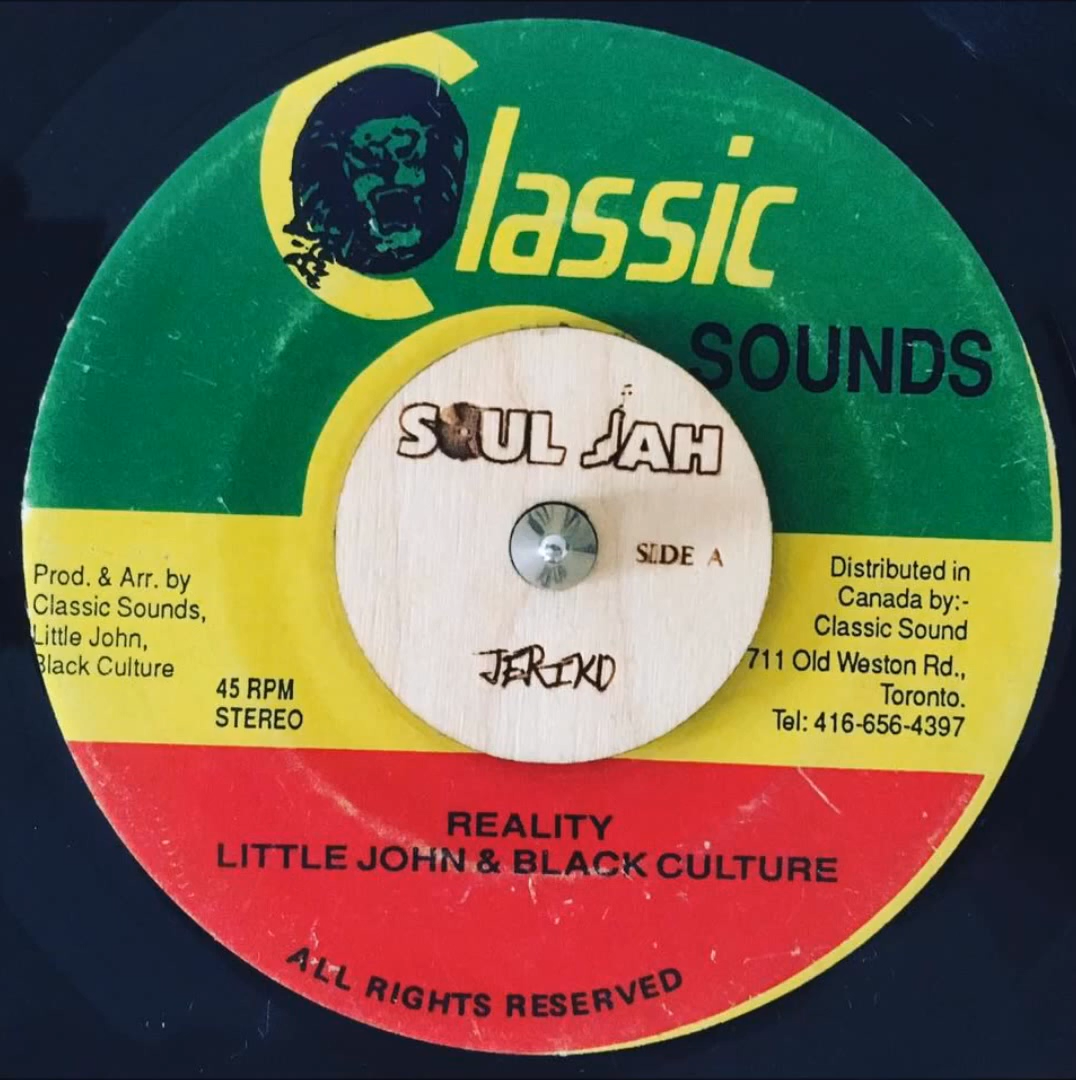 Classic
SOUNDS
SOUL JAH
SIDE A
JERIKO
Prod. & Arr. by
Classic Sounds,
Little John,
Black Culture
45 RPM
STEREO
Distributed in
Canada by:-
Classic Sound
711 Old Weston Rd.,
Toronto.
Tel: 416-656-4397
REALITY
LITTLE JOHN & BLACK CULTURE
ALL RIGHTS RESERVED